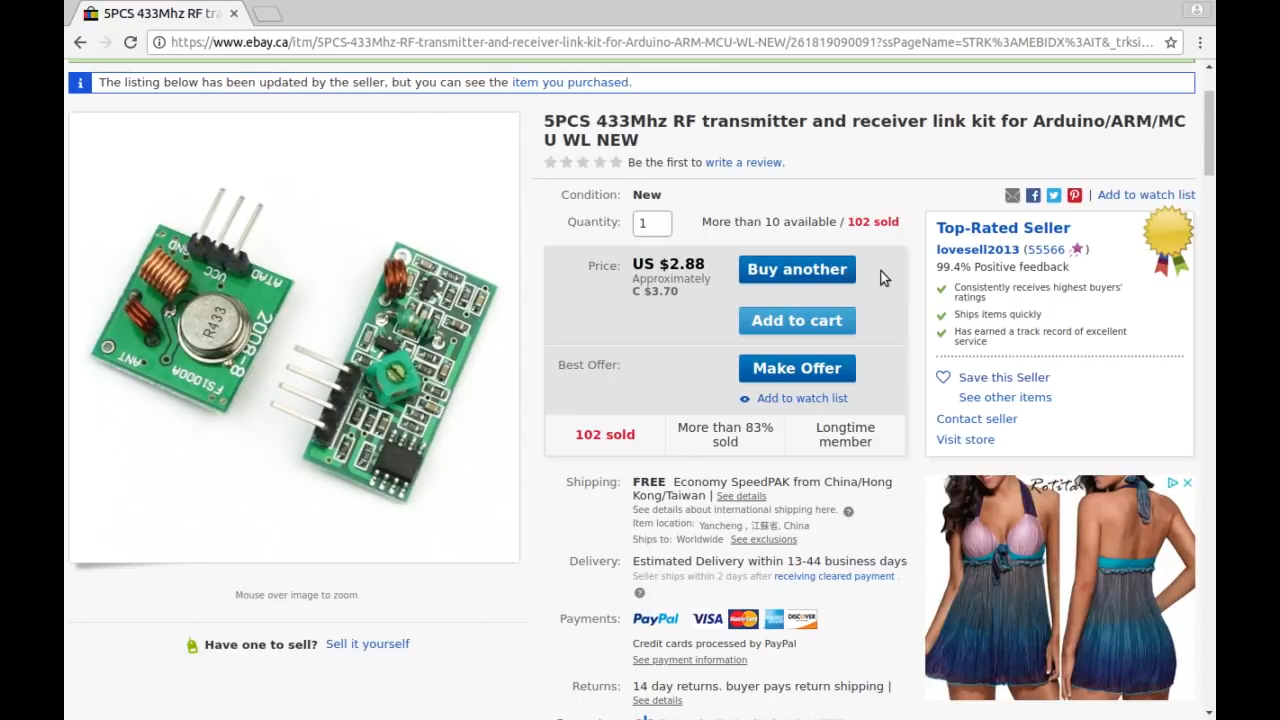 5PCS 433Mhz RF tra
https://www.ebay.ca/itm/5PCS-433Mhz-RF-transmitter-and-receiver-link-kit-for-Arduino-ARM-MCU-WL-NEW/261819090091?ssPageName=STRK%3AMEBIDX%3AIT&_trksi...
The listing below has been updated by the seller, but you can see the item you purchased.
5PCS 433Mhz RF transmitter and receiver link kit for Arduino/ARM/MC
U WL NEW
Be the first to write a review.
Condition: New
| Add to watch list
Quantity: 1 More than 10 available / 102 sold
Price: US $2.88
Approximately
C $3.70
Buy another
Add to cart
Best Offer:
Make Offer
Add to watch list
102 sold
More than 83%
sold
Longtime
member
Top-Rated Seller
lovesell2013 (55566 )
99.4% Positive feedback
Consistently receives highest buyers'
ratings
Ships items quickly
Has earned a track record of excellent
service
Save this Seller
See other items
Contact seller
Visit store
GND
VCC
ATAD
R433
2008-8
ANT
FS1000A
Mouse over image to zoom
Have one to sell? Sell it yourself
Shipping: FREE Economy SpeedPAK from China/Hong
Kong/Taiwan | See details
See details about international shipping here.
Item location: Yancheng , 江蘇省, China
Ships to: Worldwide See exclusions
Delivery: Estimated Delivery within 13-44 business days
Seller ships within 2 days after receiving cleared payment .
Payments: PayPal VISA MasterCard DISCOVER
Credit cards processed by PayPal
See payment information
Returns: 14 day returns. buyer pays return shipping |
See details
Rotita